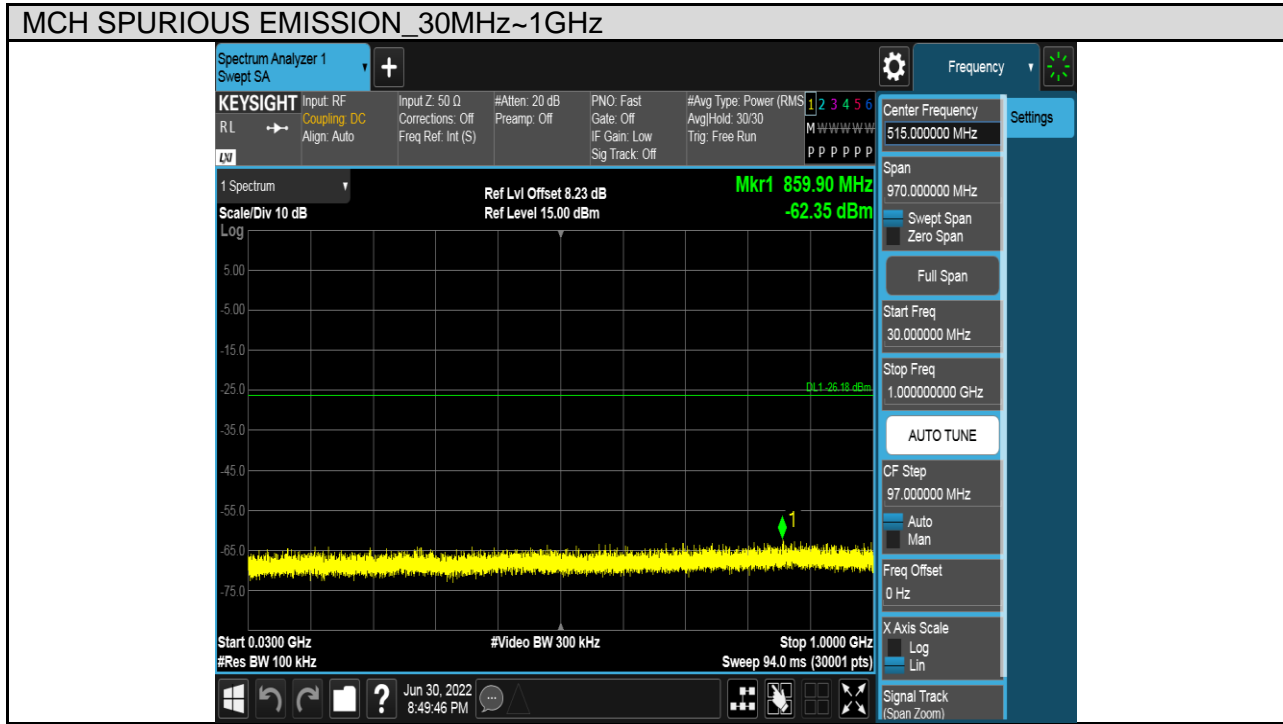 MCH SPURIOUS EMISSION_30MHz~1GHz
Spectrum Analyzer 1
Swept SA
+
Frequency
KEYSIGHT
RL
LXI
Input: RF
Coupling: DC
Align: Auto
Input Z: 50 Ω
Corrections: Off
Freq Ref: Int (S)
#Atten: 20 dB
Preamp: Off
PNO: Fast
Gate: Off
IF Gain: Low
Sig Track: Off
#Avg Type: Power (RMS
Avg|Hold: 30/30
Trig: Free Run
1 2 3 4 5 6
M W W W W W
P P P P P P
1 Spectrum
Scale/Div 10 dB
Ref Lvl Offset 8.23 dB
Ref Level 15.00 dBm
Mkr1 859.90 MHz
-62.35 dBm
Log
5.00
-5.00
-15.0
-25.0
DL1 -26.18 dBm
-35.0
-45.0
-55.0
1
-65.0
-75.0
Start 0.0300 GHz
#Video BW 300 kHz
Stop 1.0000 GHz
#Res BW 100 kHz
Sweep 94.0 ms (30001 pts)
?
Jun 30, 2022
8:49:46 PM
Center Frequency
515.000000 MHz
Settings
Span
970.000000 MHz
Swept Span
Zero Span
Full Span
Start Freq
30.000000 MHz
Stop Freq
1.000000000 GHz
AUTO TUNE
CF Step
97.000000 MHz
Auto
Man
Freq Offset
0 Hz
X Axis Scale
Log
Lin
Signal Track
(Span Zoom)